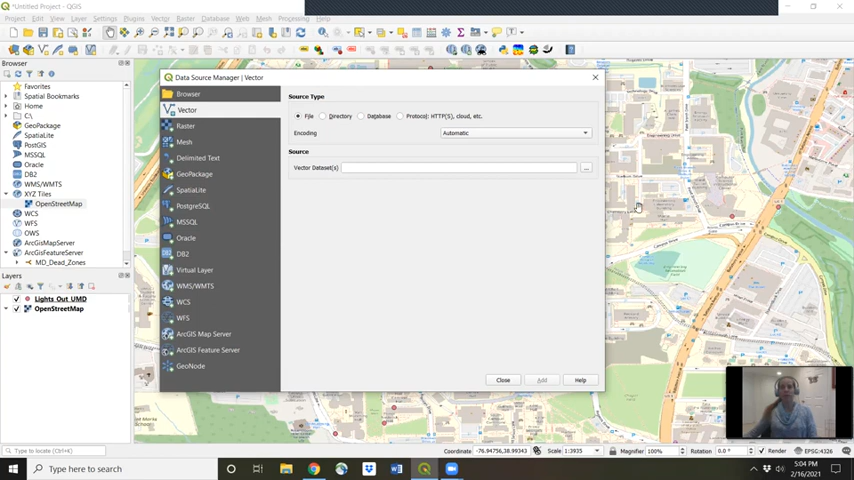 *Untitled Project - QGIS
Project Edit View Layer Settings Plugins Vector Raster Database Web Mesh Processing Help
Browser
Favorites
Spatial Bookmarks
Home
C:\
GeoPackage
SpatiaLite
PostGIS
MSSQL
Oracle
DB2
WMS/WMTS
XYZ Tiles
OpenStreetMap
WCS
WFS
OWS
ArcGisMapServer
ArcGisFeatureServer
MD_Dead_Zones
Layers
Lights_Out_UMD
OpenStreetMap
Data Source Manager | Vector
Browser
Vector
Raster
Mesh
Delimited Text
GeoPackage
SpatiaLite
PostgreSQL
MSSQL
Oracle
DB2
Virtual Layer
WMS/WMTS
WCS
WFS
ArcGIS Map Server
ArcGIS Feature Server
GeoNode
Source Type
File Directory Database Protocol: HTTP(S), cloud, etc.
Encoding Automatic
Source
Vector Dataset(s) ...
Close Add Help
Type to locate (Ctrl+K)
Coordinate -76.94756,38.99343 Scale 1:3935 Magnifier 100% Rotation 0.0 ° Render EPSG:4326
Type here to search
5:04 PM
2/16/2021